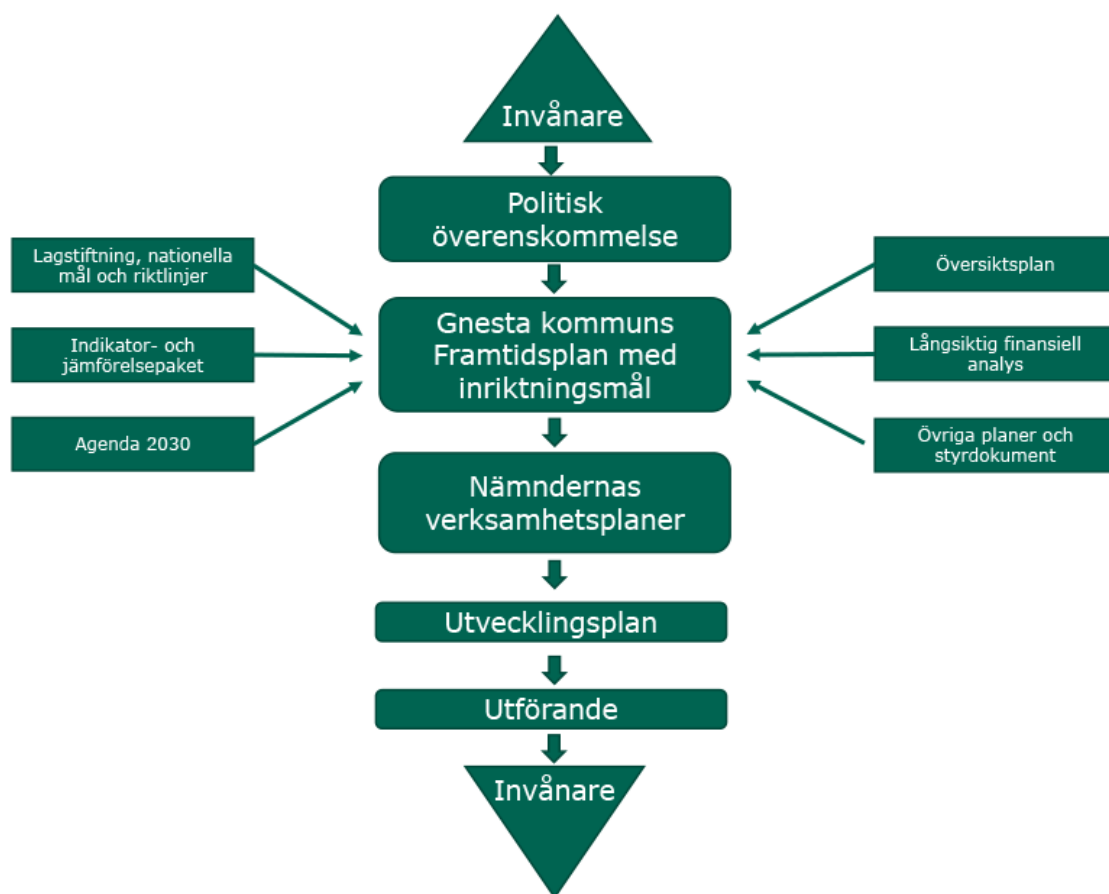 Invånare
Politisk
överenskommelse
Lagstiftning, nationella
mål och riktlinjer
Indikator- och
jämförelsepaket
Agenda 2030
Gnesta kommuns
Framtidsplan med
inriktningsmål
Översiktsplan
Långsiktig finansiell
analys
Övriga planer och
styrdokument
Nämndernas
verksamhetsplaner
Utvecklingsplan
Utförande
Invånare